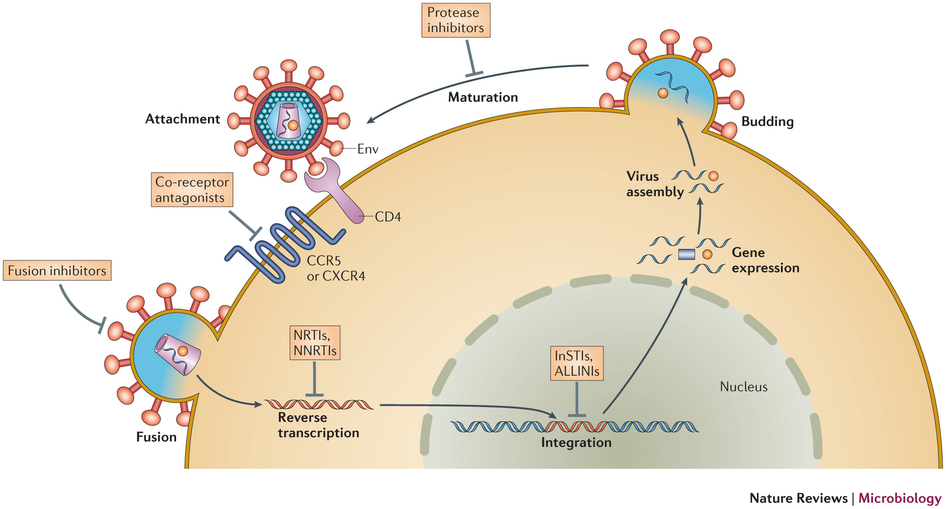 Protease
inhibitors
Maturation
Attachment
Env
Budding
Co-receptor
antagonists
CD4
Virus
assembly
CCR5
or CXCR4
Gene
expression
Fusion inhibitors
NRTIs,
NNRTIs
InSTIs,
ALLINIs
Nucleus
Reverse
transcription
Integration
Fusion
Nature Reviews | Microbiology